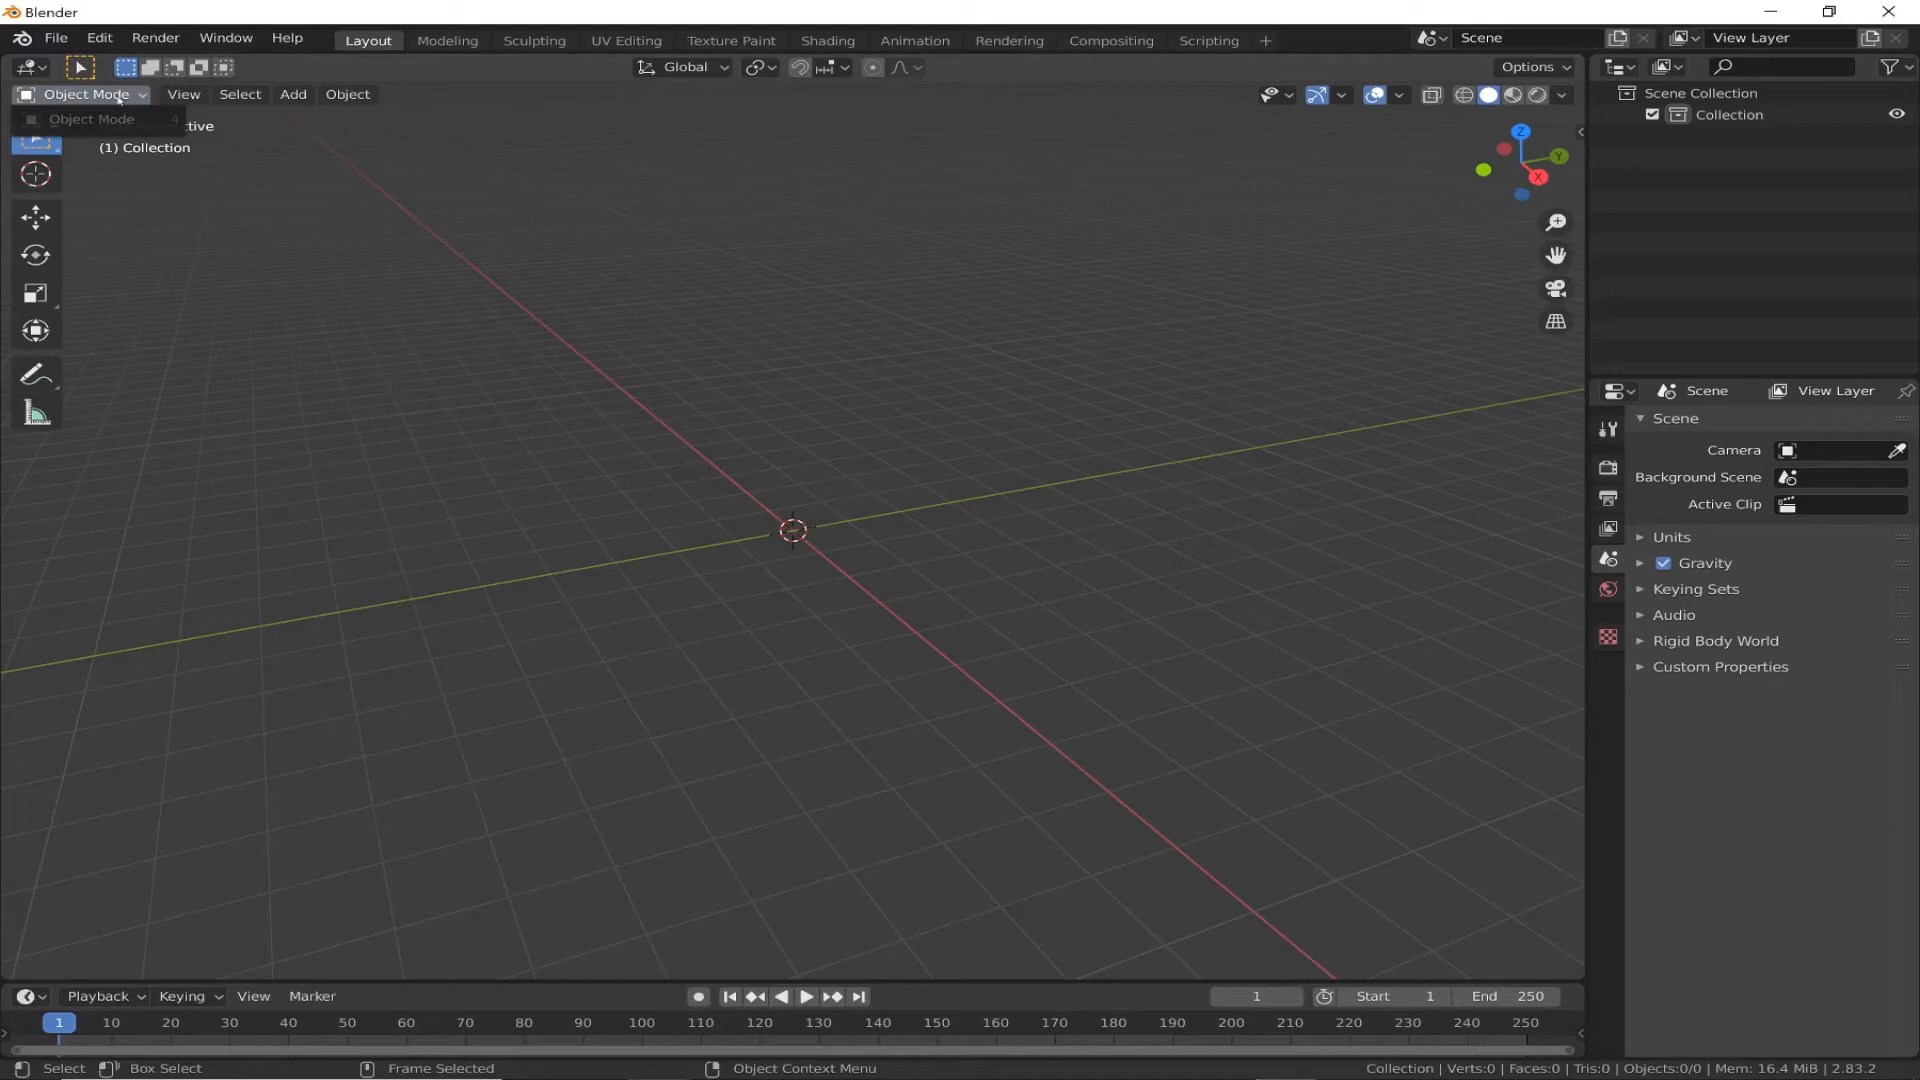 Blender
File Edit Render Window Help Layout Modeling Sculpting UV Editing Texture Paint Shading Animation Rendering Compositing Scripting + Scene View Layer
Global Options
Object Mode View Select Add Object
Object Mode 4
ctive
(1) Collection
Z
Y
X
Scene Collection
Collection
Scene View Layer
Scene
Camera
Background Scene
Active Clip
Units
Gravity
Keying Sets
Audio
Rigid Body World
Custom Properties
Playback Keying View Marker 1 Start 1 End 250
1 10 20 30 40 50 60 70 80 90 100 110 120 130 140 150 160 170 180 190 200 210 220 230 240 250
Select Box Select Frame Selected Object Context Menu Collection | Verts:0 | Faces:0 | Tris:0 | Objects:0/0 | Mem: 16.4 MiB | 2.83.2